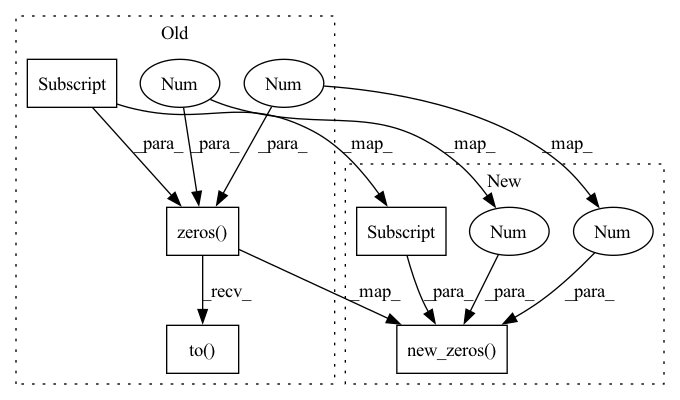 Old
Subscript
Num
Num
_para_
_para_
_para_
_map_
_map_
_map_
New
zeros()
Subscript
Num
Num
_recv_
_map_
_para_
_para_
_para_
to()
new_zeros()